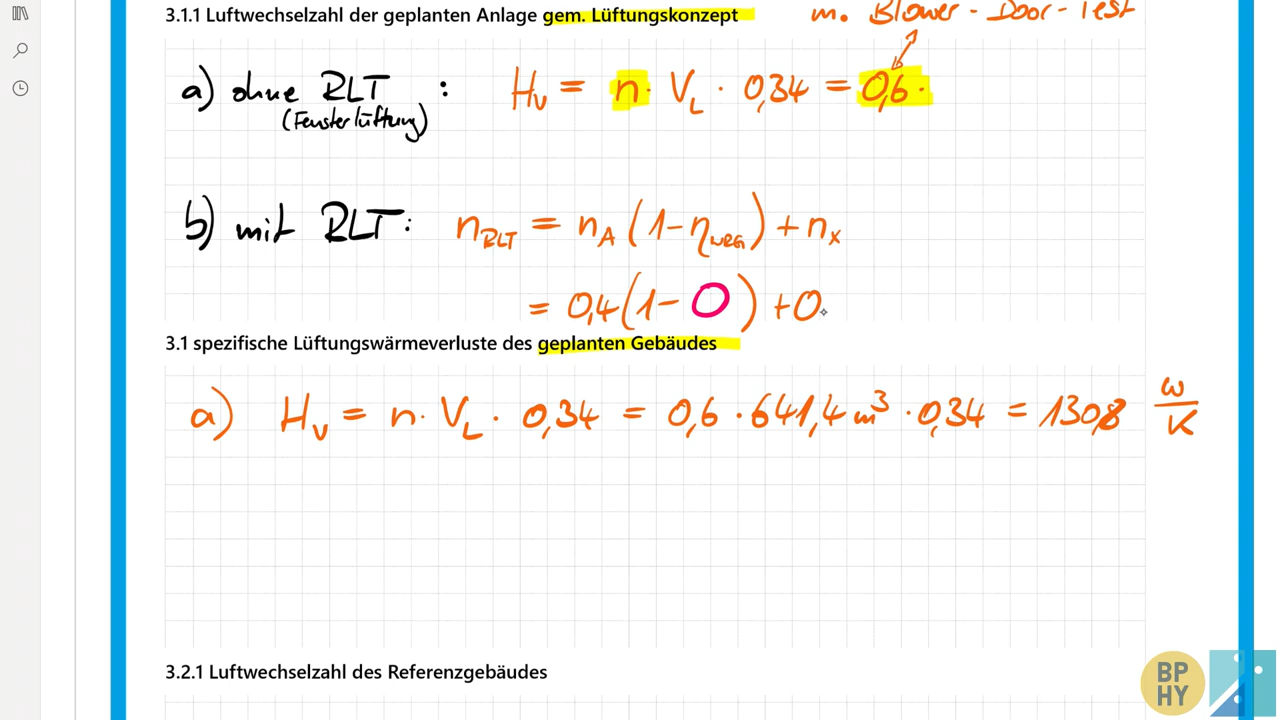 3.1.1 Luftwechselzahl der geplanten Anlage gem. Lüftungskonzept
m. Blower-Door-Test
a) ohne RLT : Hv = n · VL · 0,34 = 0,6 ·
(Fensterlüftung)
b) mit RLT: nRLT = nA (1 - ηWRG) + nx
= 0,4 (1 - 0) + 0
3.1 spezifische Lüftungswärmeverluste des geplanten Gebäudes
a) Hv = n · VL · 0,34 = 0,6 · 641,4 m³ · 0,34 = 130,8 W/K
3.2.1 Luftwechselzahl des Referenzgebäudes
BP
HY